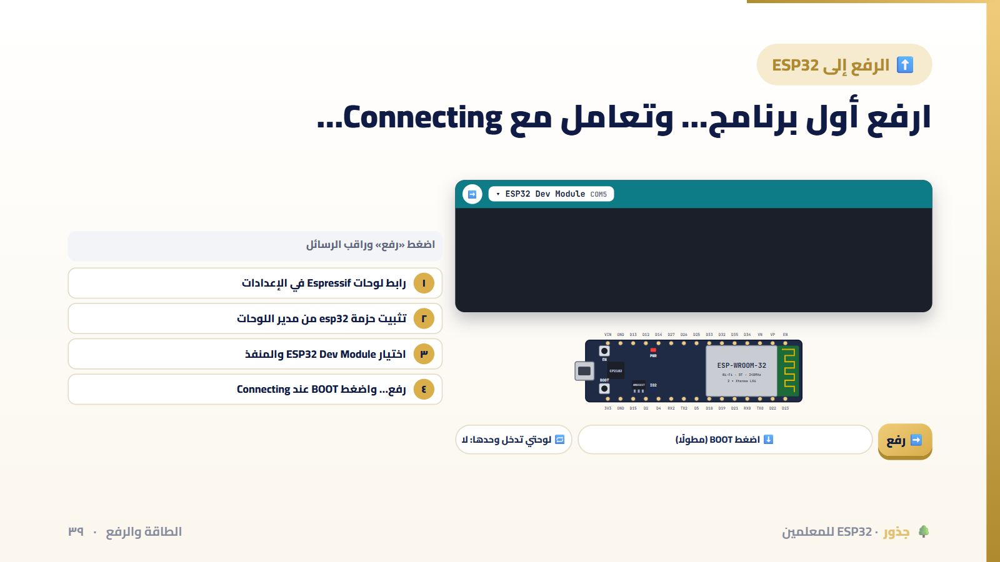 الرفع إلى ESP32
ارفع أول برنامج... وتعامل مع Connecting...
▾ ESP32 Dev Module COM5
اضغط «رفع» وراقب الرسائل
١ رابط لوحات Espressif في الإعدادات
٢ تثبيت حزمة esp32 من مدير اللوحات
٣ اختيار ESP32 Dev Module والمنفذ
٤ رفع... واضغط BOOT عند Connecting
VIN GND D13 D12 D14 D27 D26 D25 D33 D32 D35 D34 VN VP EN
EN
PWR
CP2102
BOOT
AMS1117
IO2
ESP-WROOM-32
Wi-Fi · BT · 240MHz
2 × Xtensa LX6
3V3 GND D15 D2 D4 RX2 TX2 D5 D18 D19 D21 RX0 TX0 D22 D23
رفع
اضغط BOOT (مطولًا)
لوحتي تدخل وحدها: لا
جذور · ESP32 للمعلمين
الطاقة والرفع · ٣٩